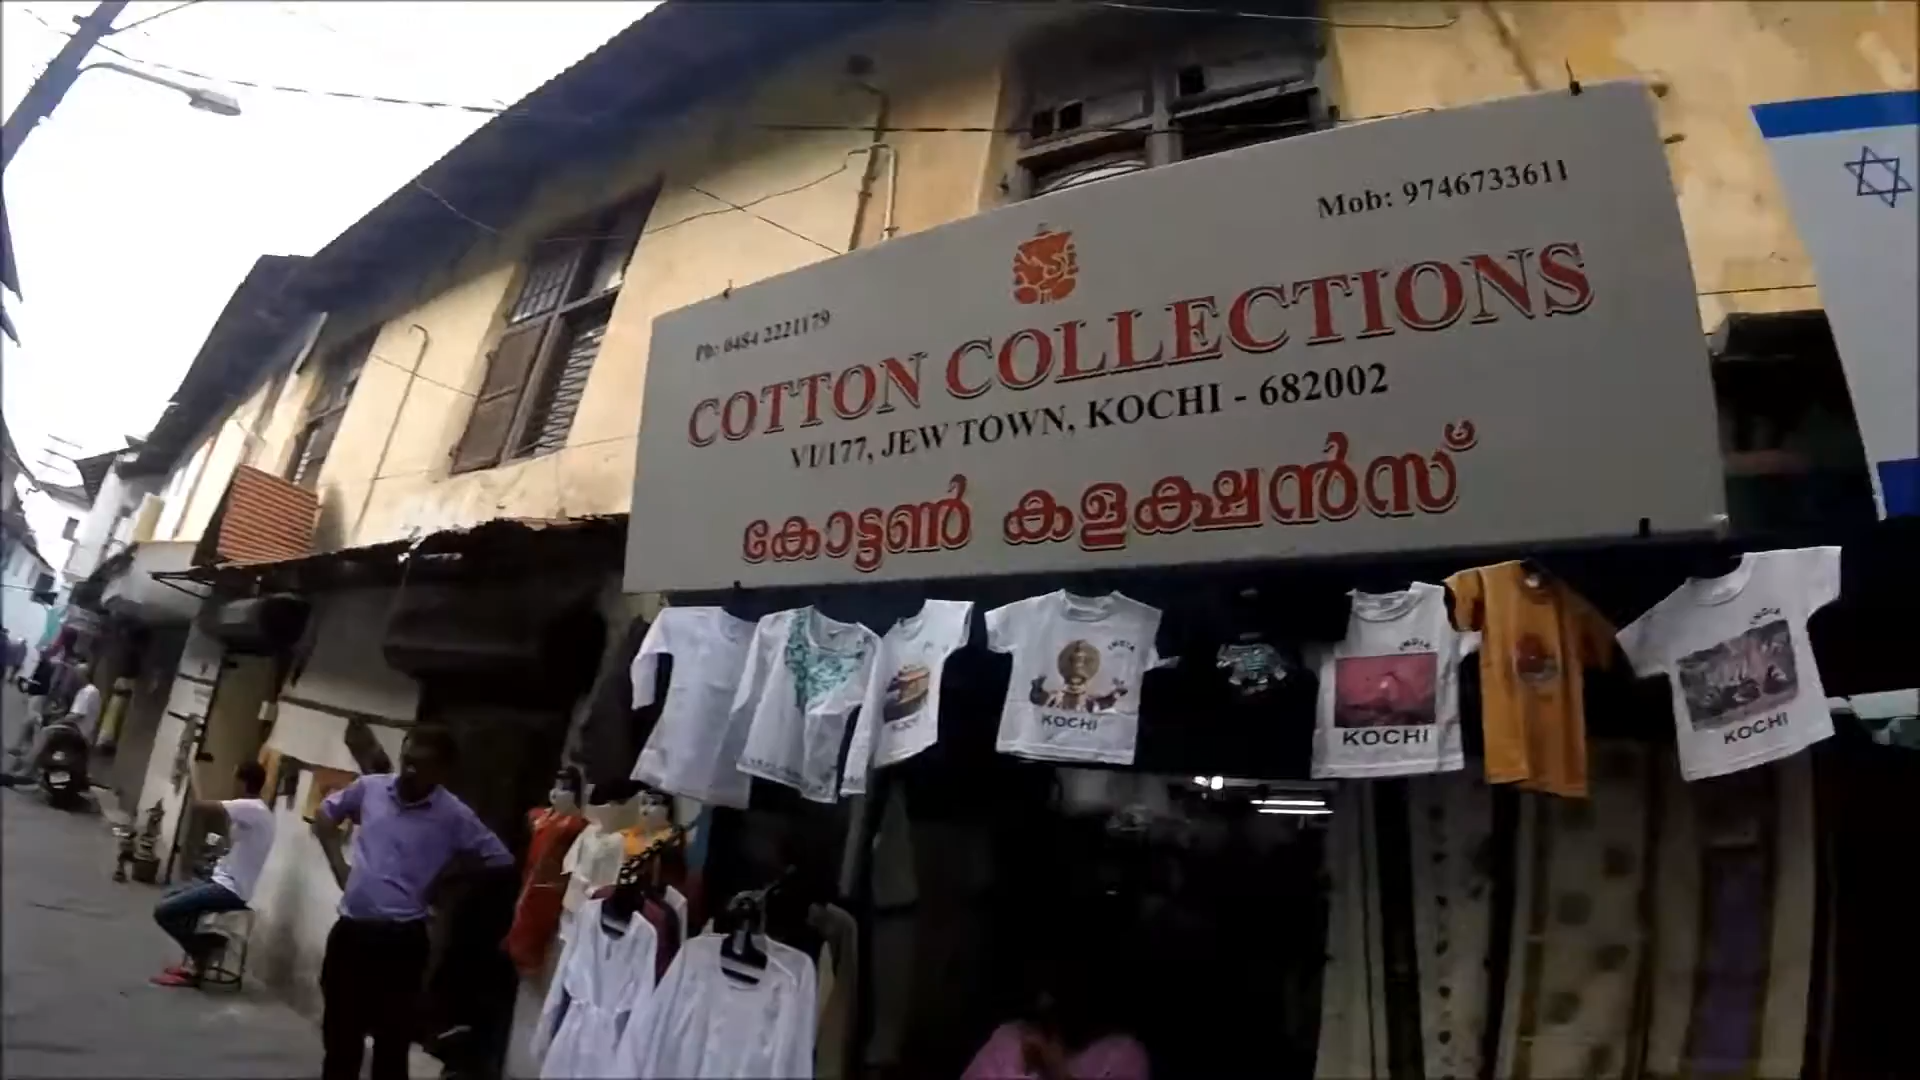 Mob: 9746733611
Ph: 0484 2221179
COTTON COLLECTIONS
VI/177, JEW TOWN, KOCHI - 682002
കോട്ടൺ കളക്ഷൻസ്
INDIA
KOCHI
INDIA
KOCHI
INDIA
KOCHI